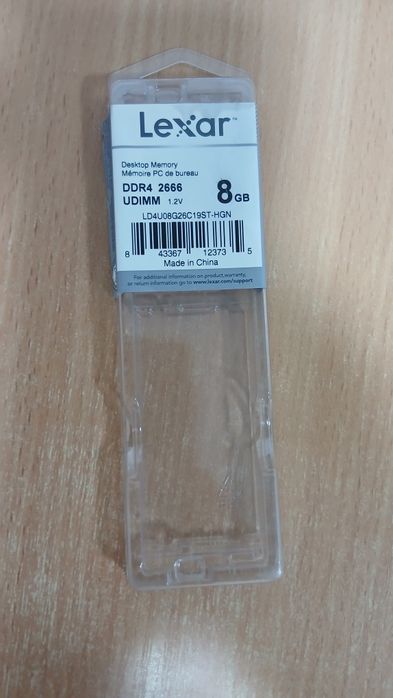 Lexar™
Desktop Memory
Mémoire PC de bureau
DDR4 2666
UDIMM 1.2V
8GB
LD4U08G26C19ST-HGN
8 43367 12373 5
Made in China
For additional information on product,warranty,
or return information go to www.lexar.com/support